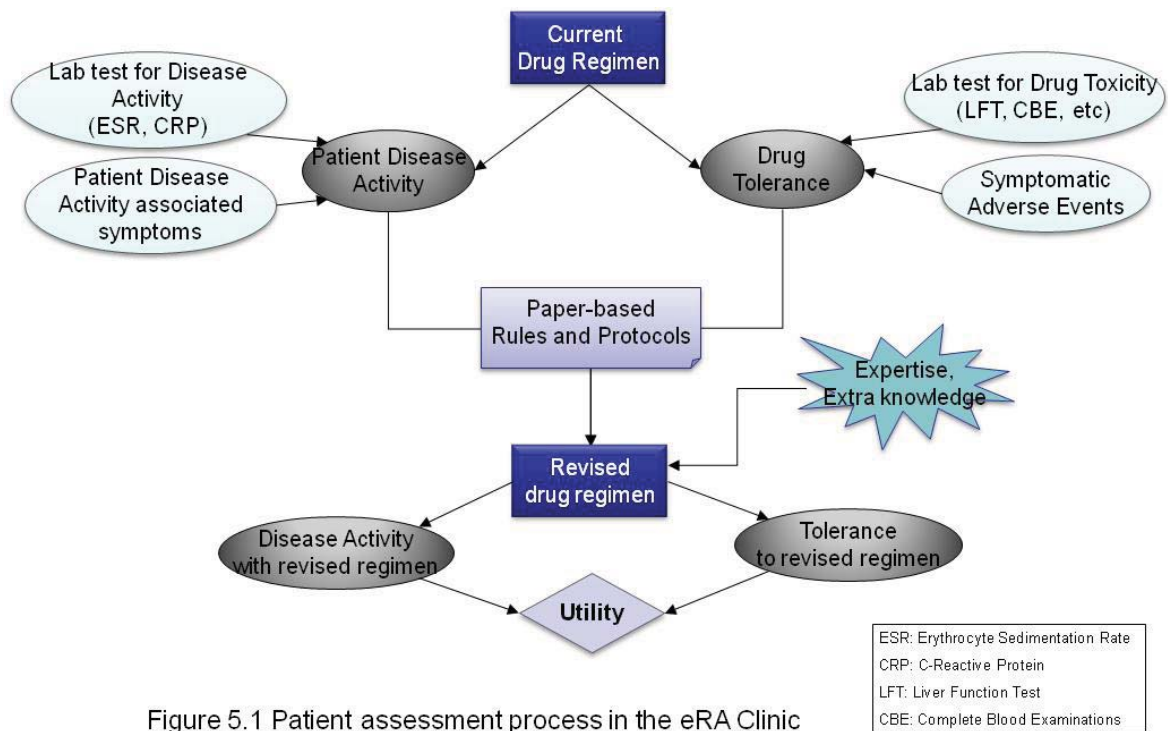 Current
Drug Regimen
Lab test for Disease
Activity
(ESR, CRP)
Lab test for Drug Toxicity
(LFT, CBE, etc)
Patient Disease
Activity
Drug
Tolerance
Patient Disease
Activity associated
symptoms
Symptomatic
Adverse Events
Paper-based
Rules and Protocols
Expertise,
Extra knowledge
Revised
drug regimen
Disease Activity
with revised regimen
Tolerance
to revised regimen
Utility
ESR: Erythrocyte Sedimentation Rate
CRP: C-Reactive Protein
LFT: Liver Function Test
CBE: Complete Blood Examinations
Figure 5.1 Patient assessment process in the eRA Clinic